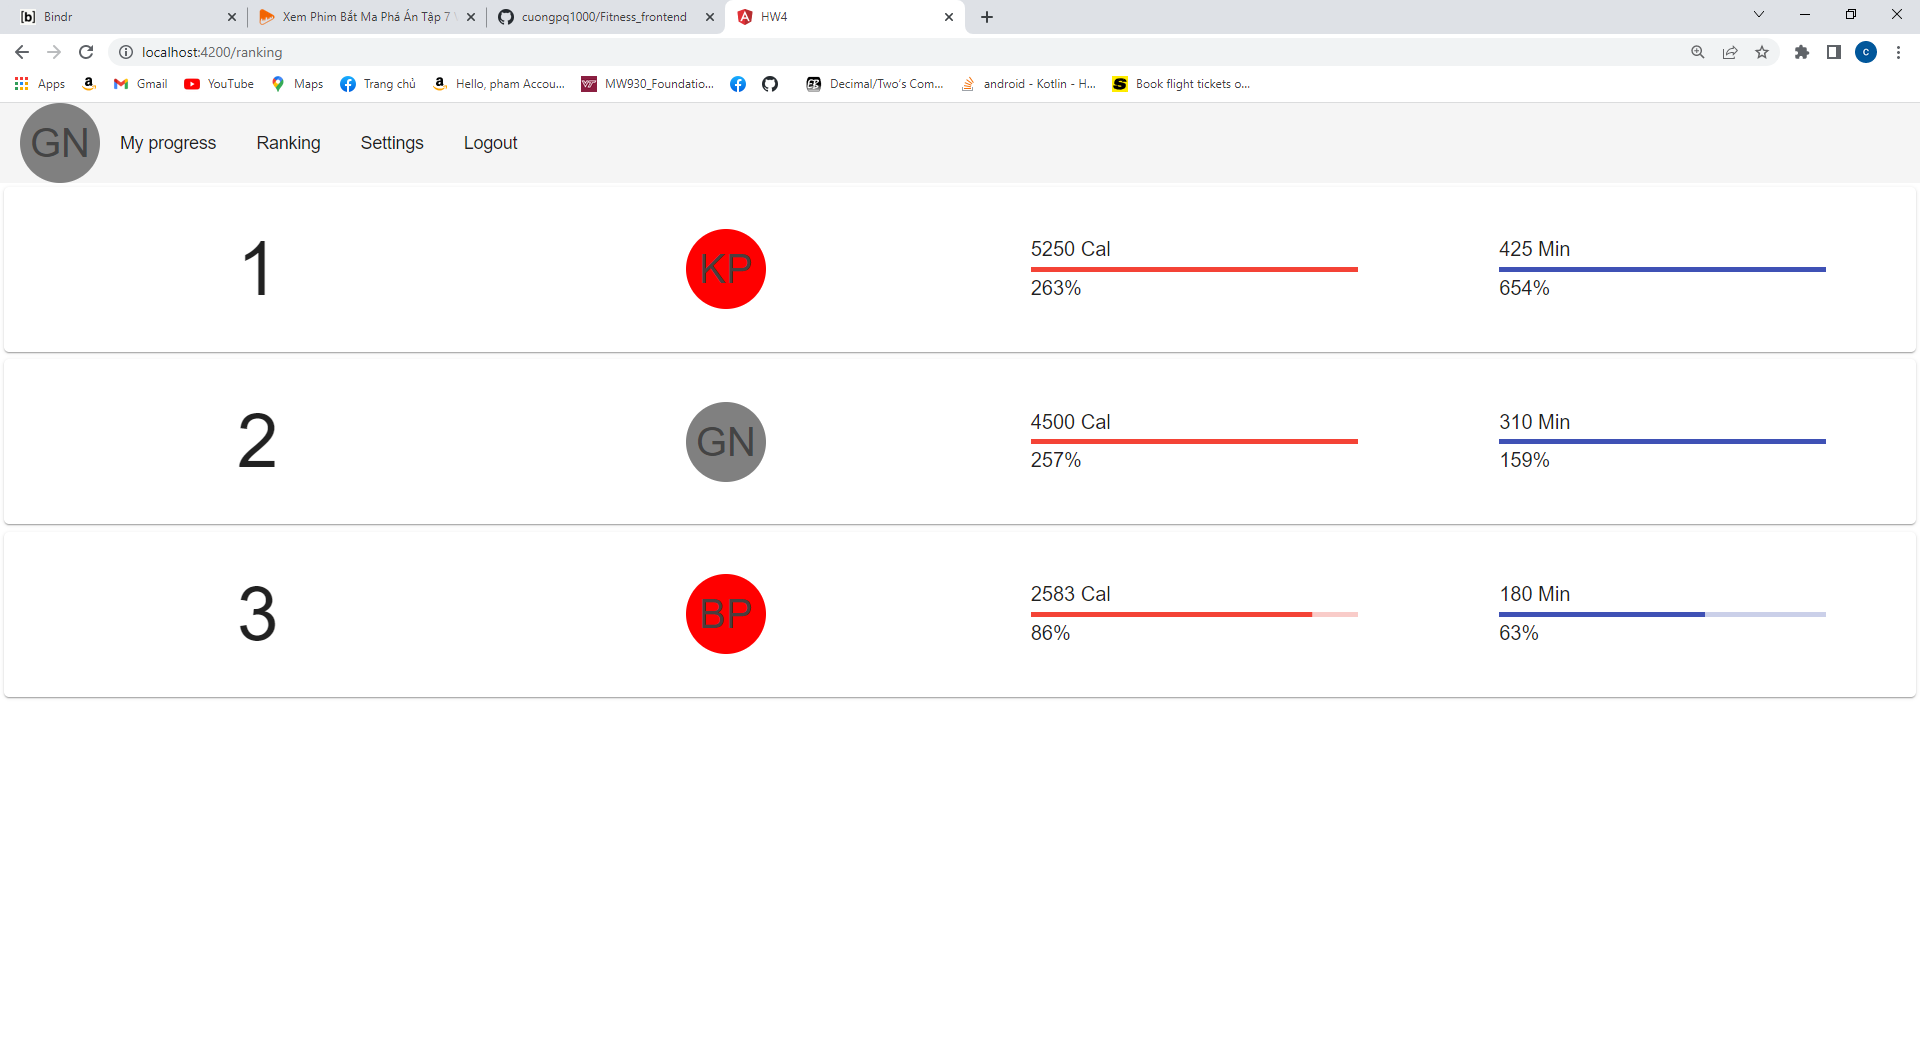 Bindr
Xem Phim Bắt Ma Phá Án Tập 7
cuongpq1000/Fitness_frontend
HW4
localhost:4200/ranking
c
Apps
Gmail
YouTube
Maps
Trang chủ
Hello, pham Accou...
MW930_Foundatio...
Decimal/Two's Com...
android - Kotlin - H...
Book flight tickets o...
GN
My progress
Ranking
Settings
Logout
1
KP
5250 Cal
263%
425 Min
654%
2
GN
4500 Cal
257%
310 Min
159%
3
BP
2583 Cal
86%
180 Min
63%